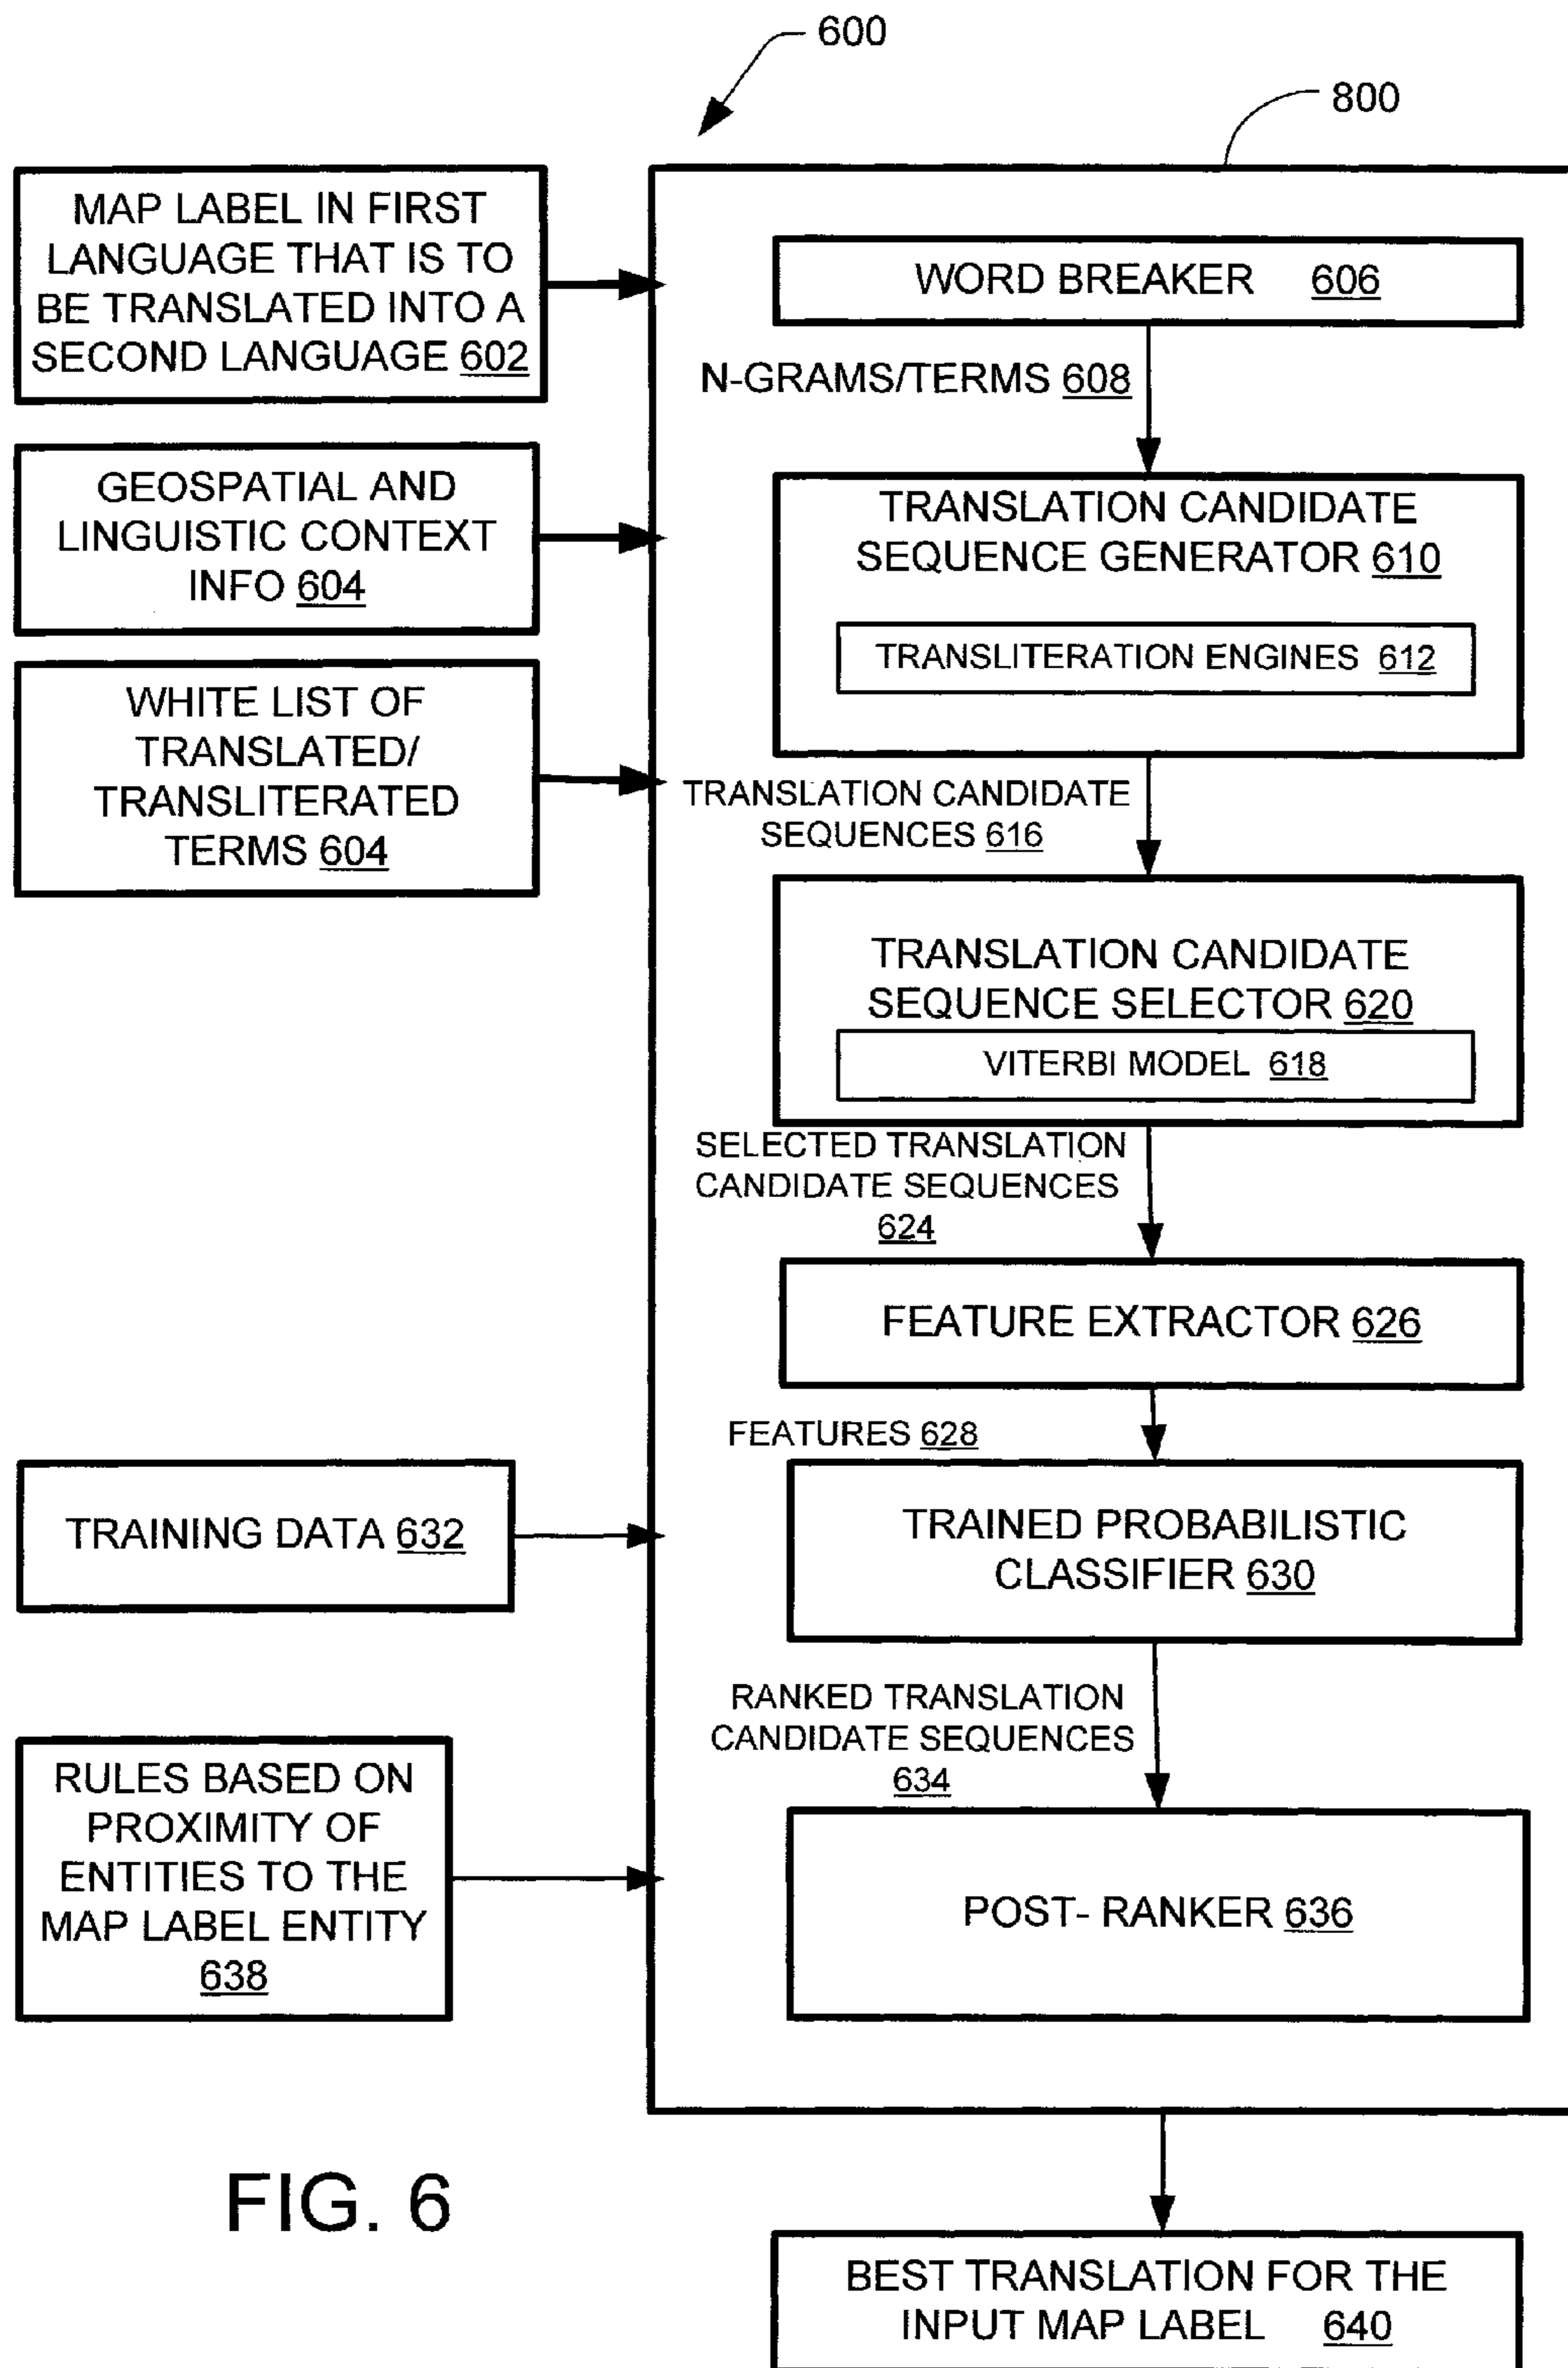 600
800
MAP LABEL IN FIRST
LANGUAGE THAT IS TO
BE TRANSLATED INTO A
SECOND LANGUAGE 602
GEOSPATIAL AND
LINGUISTIC CONTEXT
INFO 604
WHITE LIST OF
TRANSLATED/
TRANSLITERATED
TERMS 604
WORD BREAKER 606
N-GRAMS/TERMS 608
TRANSLATION CANDIDATE
SEQUENCE GENERATOR 610
TRANSLITERATION ENGINES 612
TRANSLATION CANDIDATE
SEQUENCES 616
TRANSLATION CANDIDATE
SEQUENCE SELECTOR 620
VITERBI MODEL 618
SELECTED TRANSLATION
CANDIDATE SEQUENCES
624
FEATURE EXTRACTOR 626
FEATURES 628
TRAINING DATA 632
TRAINED PROBABILISTIC
CLASSIFIER 630
RANKED TRANSLATION
CANDIDATE SEQUENCES
634
RULES BASED ON
PROXIMITY OF
ENTITIES TO THE
MAP LABEL ENTITY
638
POST- RANKER 636
FIG. 6
BEST TRANSLATION FOR THE
INPUT MAP LABEL 640